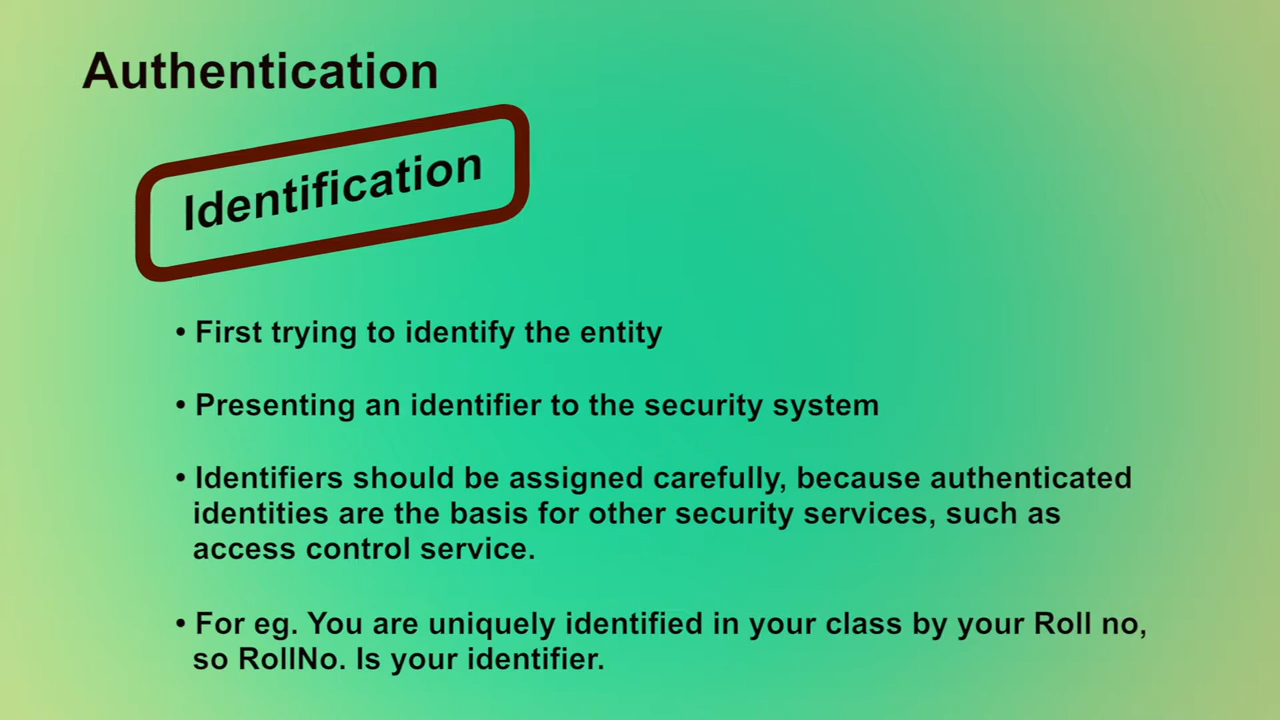 Authentication
Identification
• First trying to identify the entity
• Presenting an identifier to the security system
• Identifiers should be assigned carefully, because authenticated
identities are the basis for other security services, such as
access control service.
• For eg. You are uniquely identified in your class by your Roll no,
so RollNo. Is your identifier.